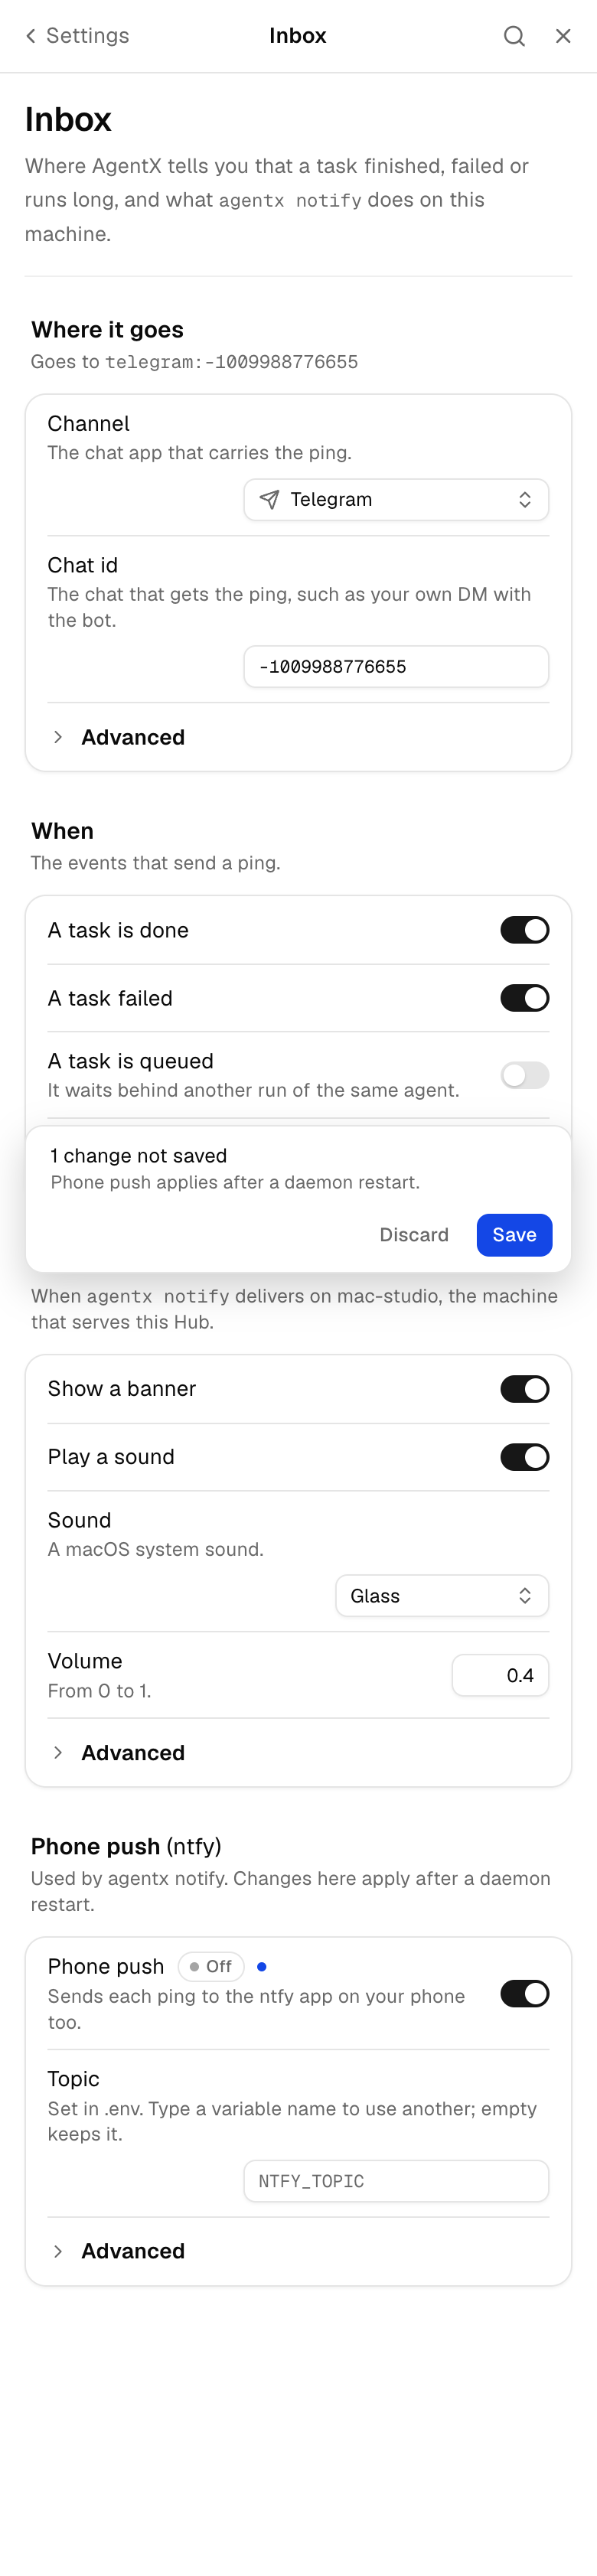 Settings
Inbox
Inbox
Where AgentX tells you that a task finished, failed or
runs long, and what agentx notify does on this
machine.
Where it goes
Goes to telegram:-1009988776655
Channel
The chat app that carries the ping.
Telegram
Chat id
The chat that gets the ping, such as your own DM with
the bot.
-1009988776655
Advanced
When
The events that send a ping.
A task is done
A task failed
A task is queued
It waits behind another run of the same agent.
1 change not saved
Phone push applies after a daemon restart.
Discard
Save
When agentx notify delivers on mac-studio, the machine
that serves this Hub.
Show a banner
Play a sound
Sound
A macOS system sound.
Glass
Volume
From 0 to 1.
0.4
Advanced
Phone push (ntfy)
Used by agentx notify. Changes here apply after a daemon
restart.
Phone push Off
Sends each ping to the ntfy app on your phone
too.
Topic
Set in .env. Type a variable name to use another; empty
keeps it.
NTFY_TOPIC
Advanced